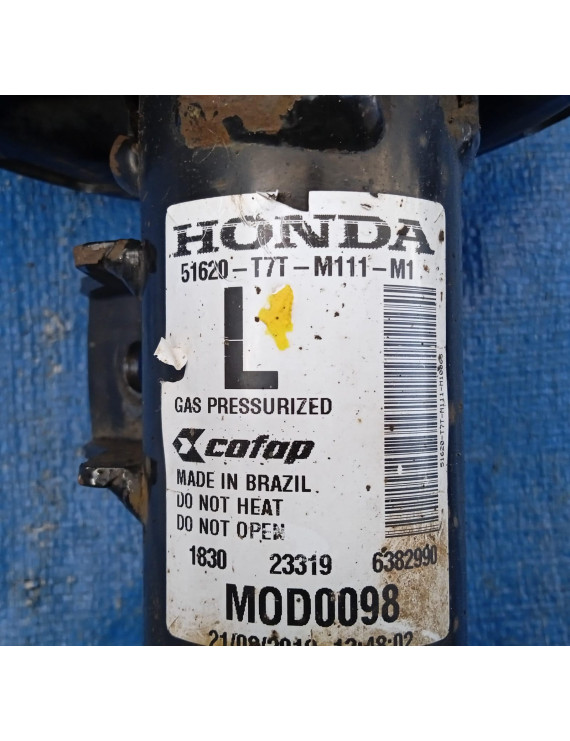 HONDA
51620-T7T-M111-M1
L
GAS PRESSURIZED
cofap
MADE IN BRAZIL.
DO NOT HEAT
DO NOT OPEN
1830 23319 6382990
MOD0098